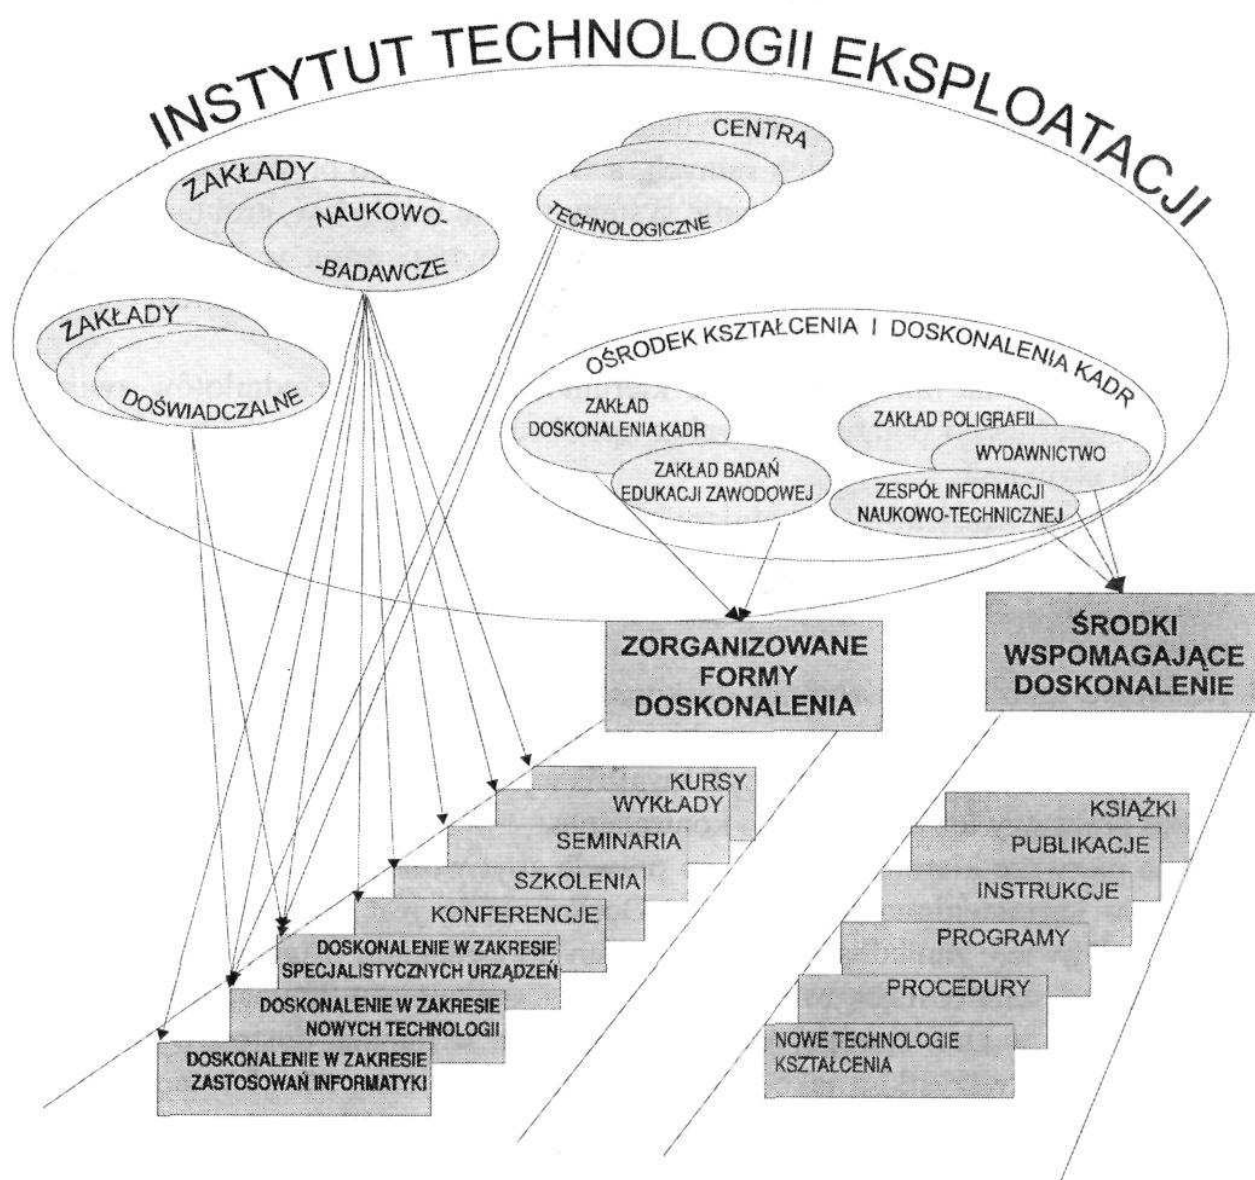 INSTYTUT TECHNOLOGII EKSPLOATACJI
CENTRA
TECHNOLOGICZNE
ZAKŁADY
NAUKOWO-
-BADAWCZE
ZAKŁADY
DOŚWIADCZALNE
OŚRODEK KSZTAŁCENIA I DOSKONALENIA KADR
ZAKŁAD
DOSKONALENIA KADR
ZAKŁAD BADAŃ
EDUKACJI ZAWODOWEJ
ZAKŁAD POLIGRAFII
WYDAWNICTWO
ZESPÓŁ INFORMACJI
NAUKOWO-TECHNICZNEJ
ZORGANIZOWANE
FORMY
DOSKONALENIA
ŚRODKI
WSPOMAGAJĄCE
DOSKONALENIE
KURSY
WYKŁADY
SEMINARIA
SZKOLENIA
KONFERENCJE
DOSKONALENIE W ZAKRESIE
SPECJALISTYCZNYCH URZĄDZEŃ
DOSKONALENIE W ZAKRESIE
NOWYCH TECHNOLOGII
DOSKONALENIE W ZAKRESIE
ZASTOSOWAŃ INFORMATYKI
KSIĄŻKI
PUBLIKACJE
INSTRUKCJE
PROGRAMY
PROCEDURY
NOWE TECHNOLOGIE
KSZTAŁCENIA